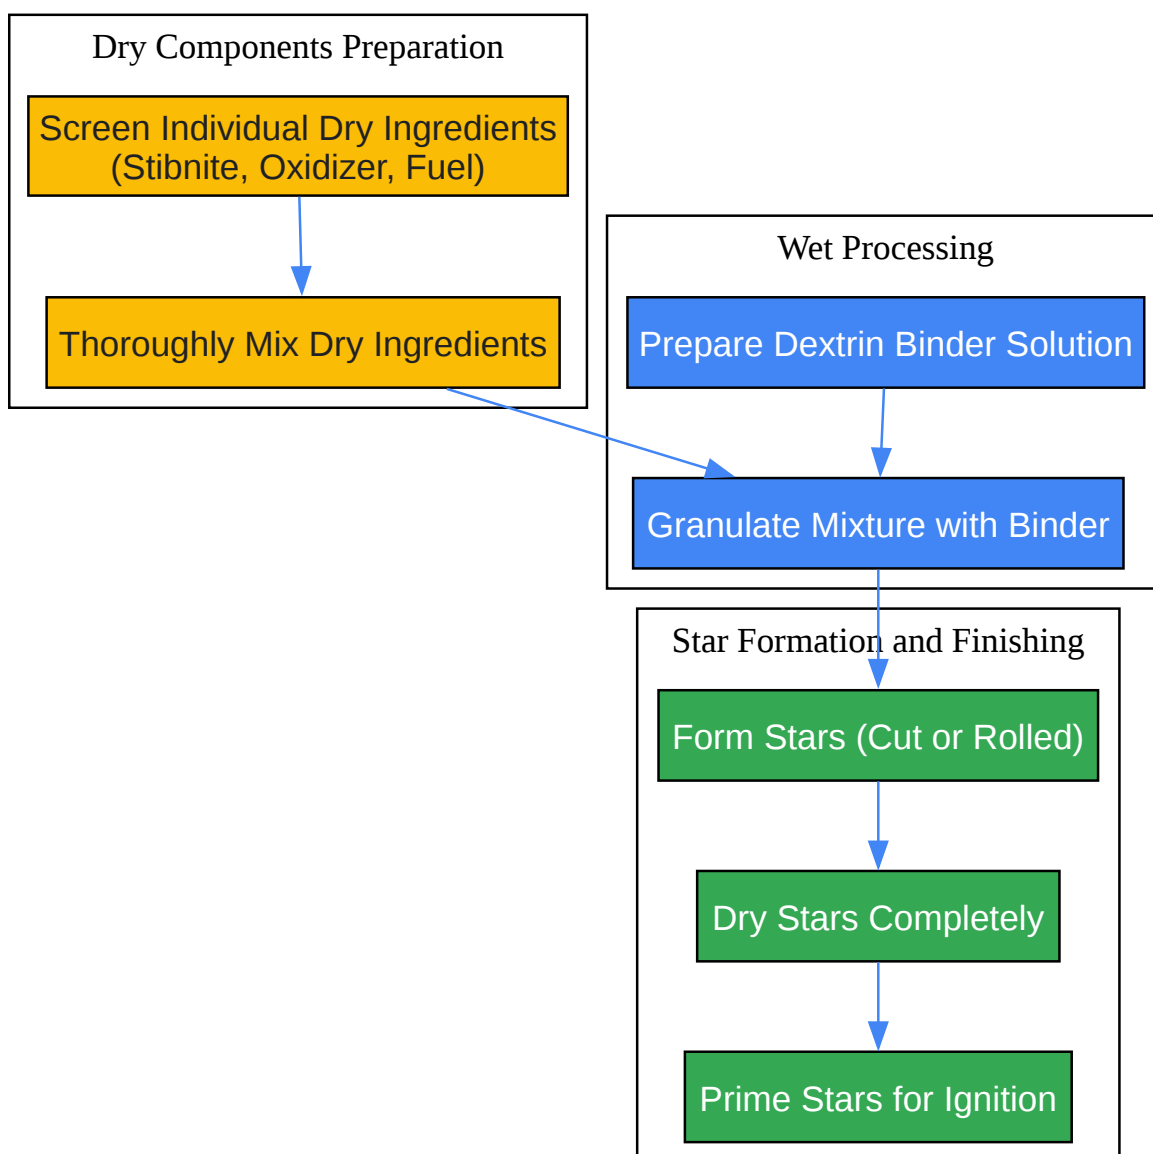 Dry Components Preparation
Screen Individual Dry Ingredients
(Stibnite, Oxidizer, Fuel)
Thoroughly Mix Dry Ingredients
Wet Processing
Prepare Dextrin Binder Solution
Granulate Mixture with Binder
Star Formation and Finishing
Form Stars (Cut or Rolled)
Dry Stars Completely
Prime Stars for Ignition